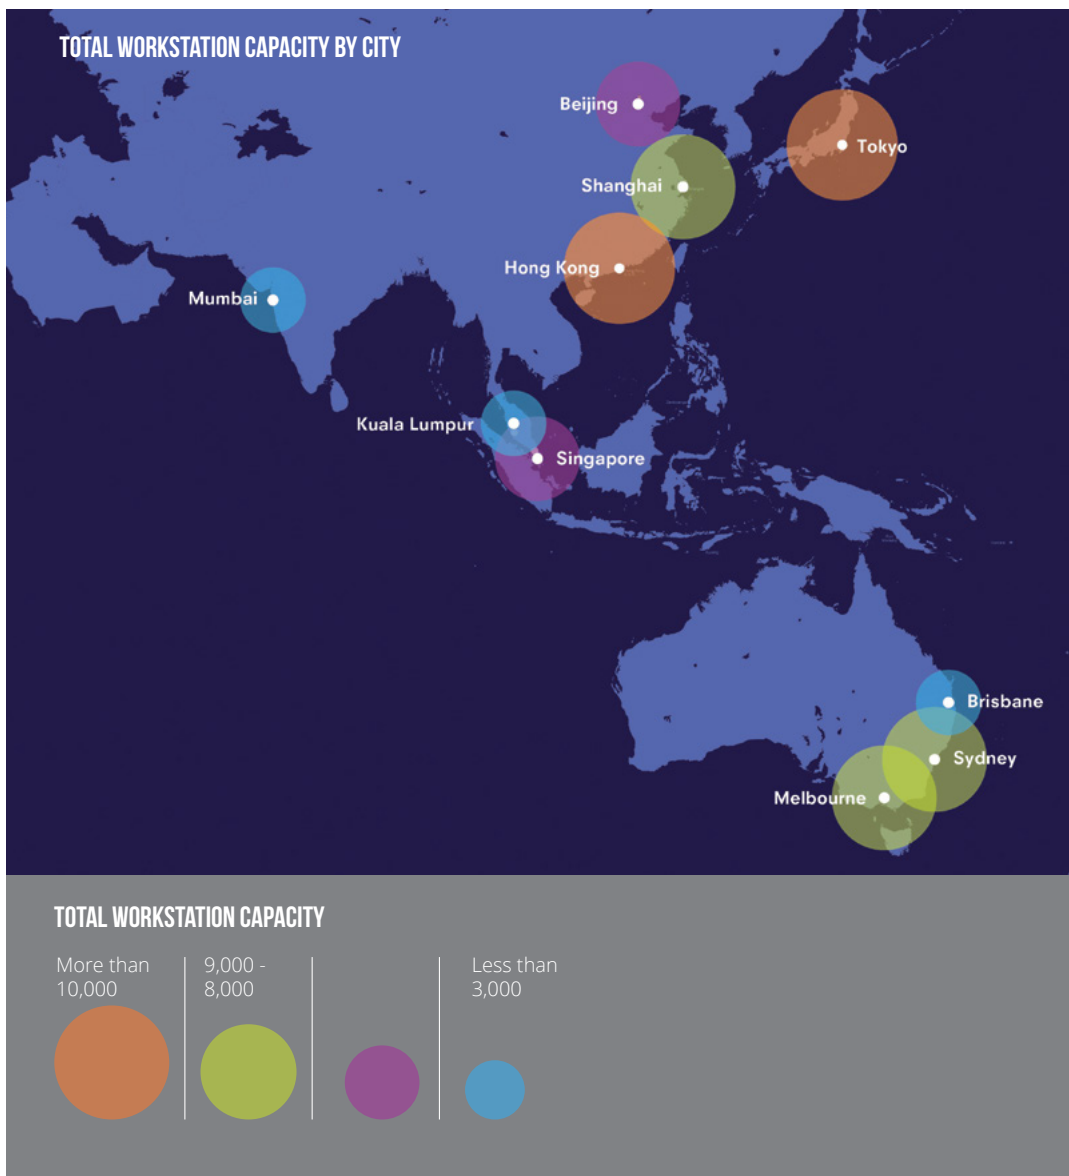 TOTAL WORKSTATION CAPACITY BY CITY
Beijing
Tokyo
Shanghai
Hong Kong
Mumbai
Kuala Lumpur
Singapore
Brisbane
Sydney
Melbourne
TOTAL WORKSTATION CAPACITY
More than
10,000
9,000 -
8,000
Less than
3,000